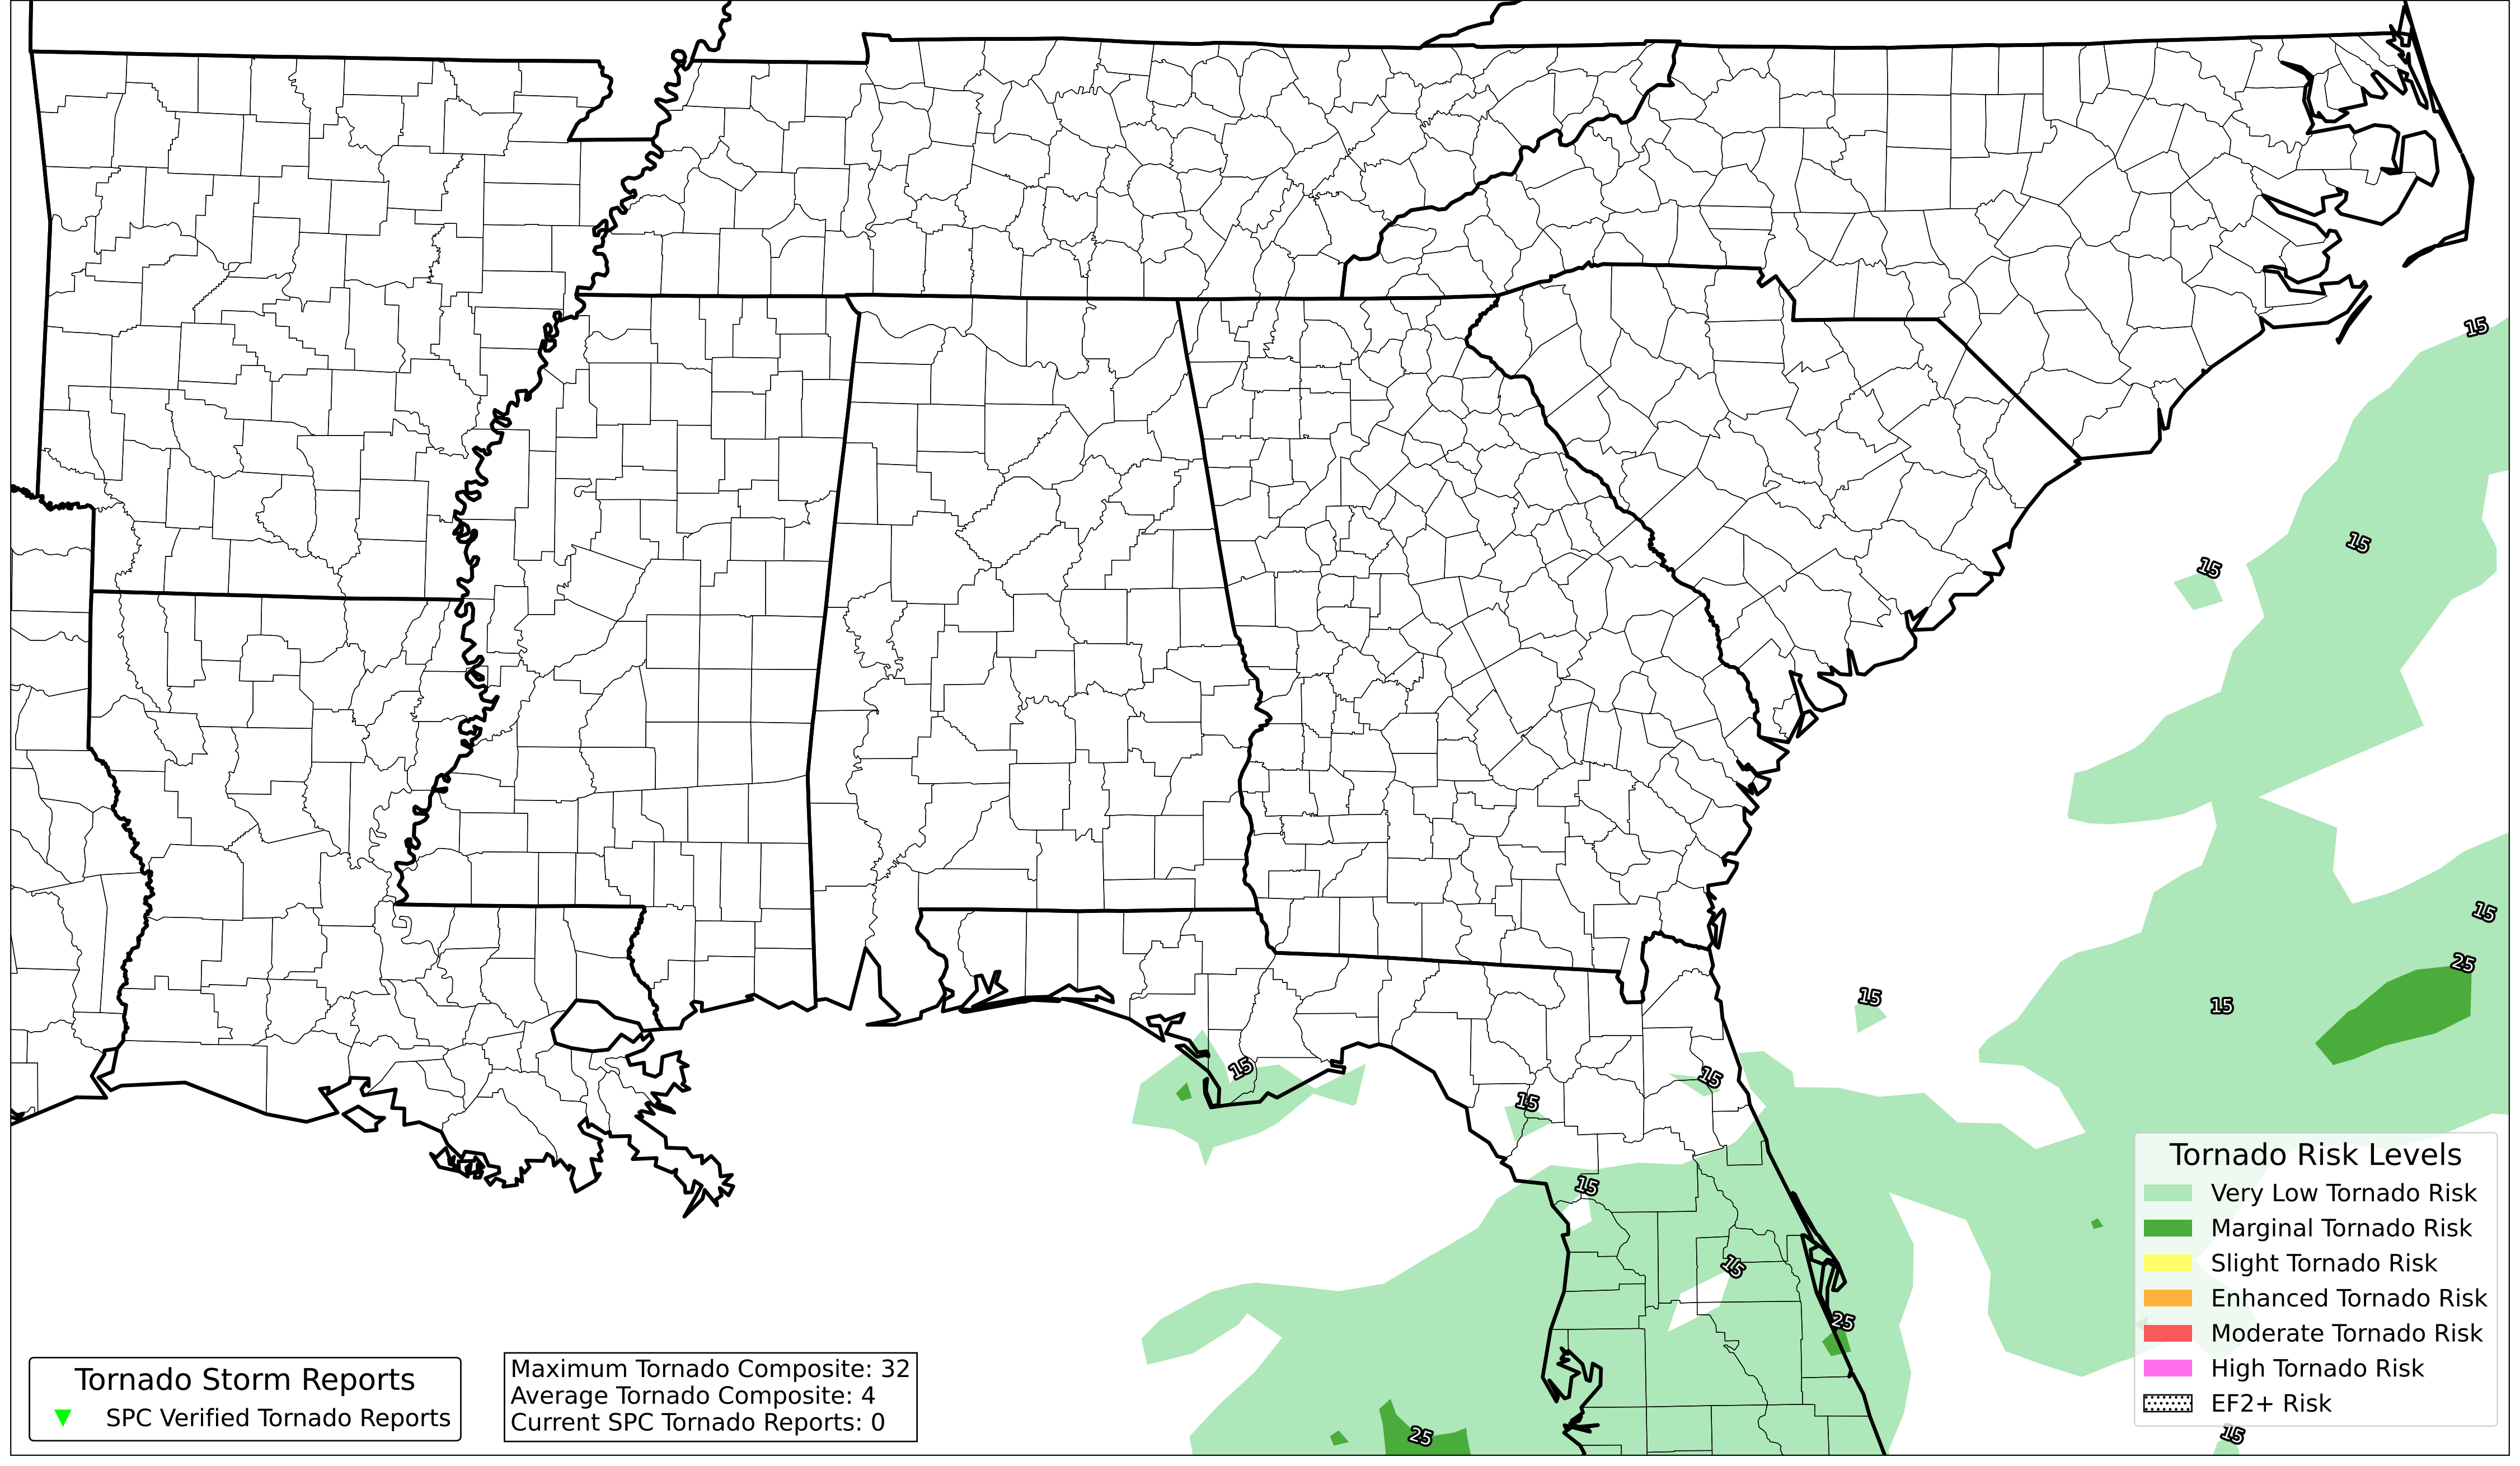 15
15
15
15
25
15
15
15
15
15
15
15
25
25
15
Tornado Risk Levels
Very Low Tornado Risk
Marginal Tornado Risk
Slight Tornado Risk
Enhanced Tornado Risk
Moderate Tornado Risk
High Tornado Risk
EF2+ Risk
Tornado Storm Reports
SPC Verified Tornado Reports
Maximum Tornado Composite: 32
Average Tornado Composite: 4
Current SPC Tornado Reports: 0